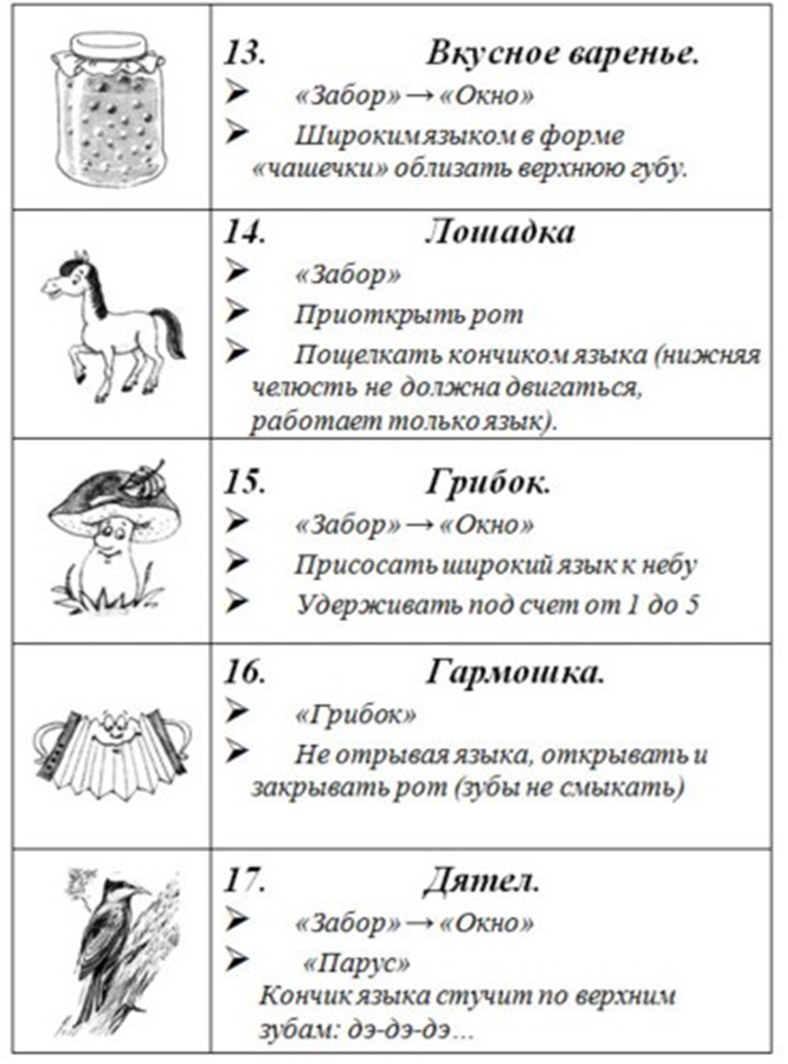 13. Вкусное варенье.
➢ «Забор»→«Окно»
➢ Широким языком в форме
«чашечки» облизать верхнюю губу.
14. Лошадка
➢ «Забор»
➢ Приоткрыть рот
➢ Пощелкать кончиком языка (нижняя
челюсть не должна двигаться,
работает только язык).
15. Грибок.
➢ «Забор»→«Окно»
➢ Присосать широкий язык к небу
➢ Удерживать под счет от 1 до 5
16. Гармошка.
➢ «Грибок»
➢ Не отрывая языка, открывать и
закрывать рот (зубы не смыкать)
17. Дятел.
➢ «Забор»→«Окно»
➢ «Парус»
Кончик языка стучит по верхним
зубам: дэ-дэ-дэ…